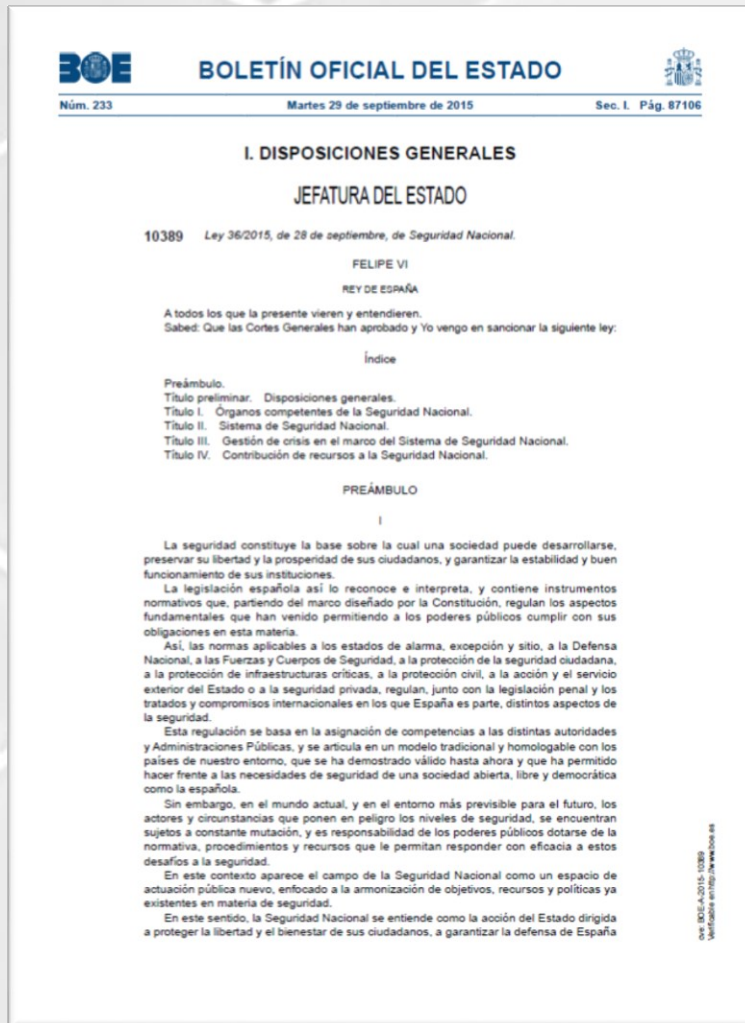 BOE
BOLETÍN OFICIAL DEL ESTADO
Núm. 233 Martes 29 de septiembre de 2015 Sec. I. Pág. 87106
I. DISPOSICIONES GENERALES
JEFATURA DEL ESTADO
10389 Ley 36/2015, de 28 de septiembre, de Seguridad Nacional.
FELIPE VI
REY DE ESPAÑA
A todos los que la presente vieren y entendieren.
Sabed: Que las Cortes Generales han aprobado y Yo vengo en sancionar la siguiente ley:
Índice
Preámbulo.
Título preliminar. Disposiciones generales.
Título I. Órganos competentes de la Seguridad Nacional.
Título II. Sistema de Seguridad Nacional.
Título III. Gestión de crisis en el marco del Sistema de Seguridad Nacional.
Título IV. Contribución de recursos a la Seguridad Nacional.
PREÁMBULO
I
La seguridad constituye la base sobre la cual una sociedad puede desarrollarse,
preservar su libertad y la prosperidad de sus ciudadanos, y garantizar la estabilidad y buen
funcionamiento de sus instituciones.
La legislación española así lo reconoce e interpreta, y contiene instrumentos
normativos que, partiendo del marco diseñado por la Constitución, regulan los aspectos
fundamentales que han venido permitiendo a los poderes públicos cumplir con sus
obligaciones en esta materia.
Así, las normas aplicables a los estados de alarma, excepción y sitio, a la Defensa
Nacional, a las Fuerzas y Cuerpos de Seguridad, a la protección de la seguridad ciudadana,
a la protección de infraestructuras críticas, a la protección civil, a la acción y el servicio
exterior del Estado o a la seguridad privada, regulan, junto con la legislación penal y los
tratados y compromisos internacionales en los que España es parte, distintos aspectos de
la seguridad.
Esta regulación se basa en la asignación de competencias a las distintas autoridades
y Administraciones Públicas, y se articula en un modelo tradicional y homologable con los
países de nuestro entorno, que se ha demostrado válido hasta ahora y que ha permitido
hacer frente a las necesidades de seguridad de una sociedad abierta, libre y democrática
como la española.
Sin embargo, en el mundo actual, y en el entorno más previsible para el futuro, los
actores y circunstancias que ponen en peligro los niveles de seguridad, se encuentran
sujetos a constante mutación, y es responsabilidad de los poderes públicos dotarse de la
normativa, procedimientos y recursos que le permitan responder con eficacia a estos
desafíos a la seguridad.
En este contexto aparece el campo de la Seguridad Nacional como un espacio de
actuación pública nuevo, enfocado a la armonización de objetivos, recursos y políticas ya
existentes en materia de seguridad.
En este sentido, la Seguridad Nacional se entiende como la acción del Estado dirigida
a proteger la libertad y el bienestar de sus ciudadanos, a garantizar la defensa de España
cve: BOE-A-2015-10389
Verificable en http://www.boe.es